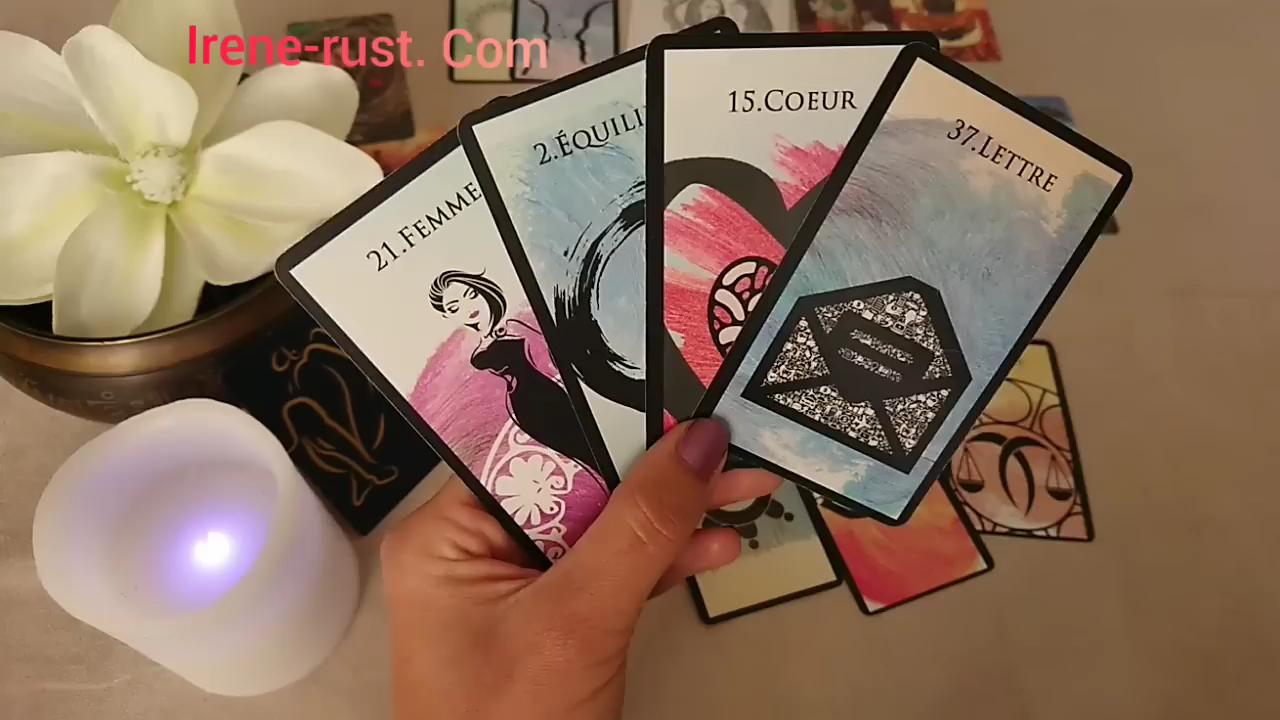 Irene-rust. Com
21.FEMME
2.ÉQUILI
15.COEUR
37.LETTRE